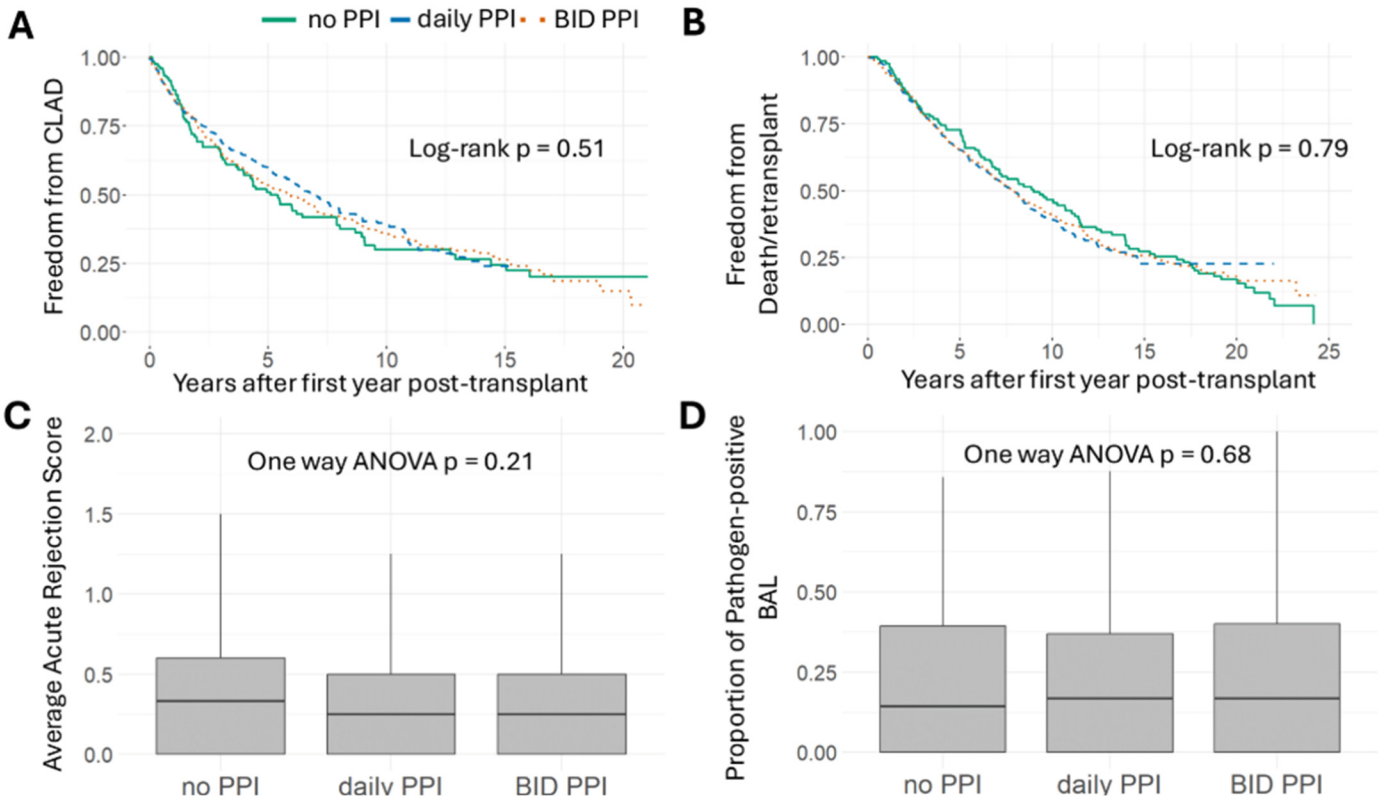 A
no PPI
daily PPI
BID PPI
Freedom from CLAD
1.00
0.75
0.50
0.25
0.00
Log-rank p = 0.51
0
5
10
15
20
Years after first year post-transplant
B
Freedom from
Death/retransplant
1.00
0.75
0.50
0.25
0.00
Log-rank p = 0.79
0
5
10
15
20
25
Years after first year post-transplant
C
Average Acute Rejection Score
2.0
1.5
1.0
0.5
0.0
One way ANOVA p = 0.21
no PPI
daily PPI
BID PPI
D
Proportion of Pathogen-positive
BAL
1.00
0.75
0.50
0.25
0.00
One way ANOVA p = 0.68
no PPI
daily PPI
BID PPI